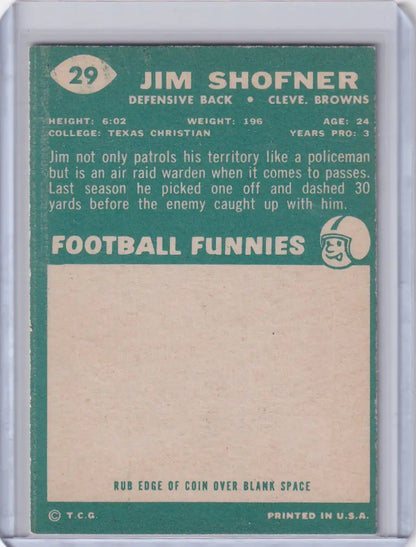 29
JIM SHOFNER
DEFENSIVE BACK • CLEVE. BROWNS
HEIGHT: 6:02 WEIGHT: 196 AGE: 24
COLLEGE: TEXAS CHRISTIAN YEARS PRO: 3
Jim not only patrols his territory like a policeman
but is an air raid warden when it comes to passes.
Last season he picked one off and dashed 30
yards before the enemy caught up with him.
FOOTBALL FUNNIES
RUB EDGE OF COIN OVER BLANK SPACE
© T.C.G. PRINTED IN U.S.A.